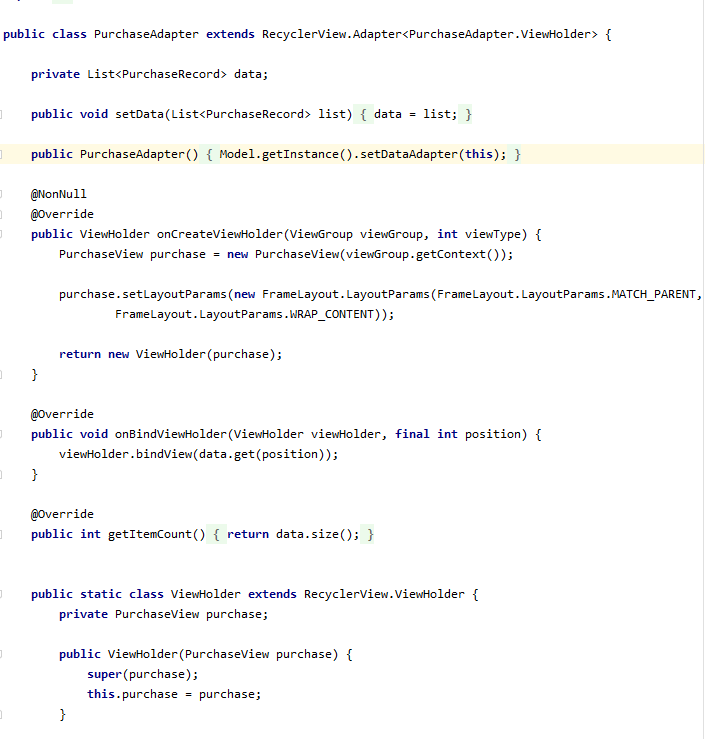 public class PurchaseAdapter extends RecyclerView.Adapter<PurchaseAdapter.ViewHolder> {
private List<PurchaseRecord> data;
public void setData(List<PurchaseRecord> list) { data = list; }
public PurchaseAdapter() { Model.getInstance().setDataAdapter(this); }
@NonNull
@Override
public ViewHolder onCreateViewHolder(ViewGroup viewGroup, int viewType) {
PurchaseView purchase = new PurchaseView(viewGroup.getContext());
purchase.setLayoutParams(new FrameLayout.LayoutParams(FrameLayout.LayoutParams.MATCH_PARENT,
FrameLayout.LayoutParams.WRAP_CONTENT));
return new ViewHolder(purchase);
}
@Override
public void onBindViewHolder(ViewHolder viewHolder, final int position) {
viewHolder.bindView(data.get(position));
}
@Override
public int getItemCount() { return data.size(); }
public static class ViewHolder extends RecyclerView.ViewHolder {
private PurchaseView purchase;
public ViewHolder(PurchaseView purchase) {
super(purchase);
this.purchase = purchase;
}